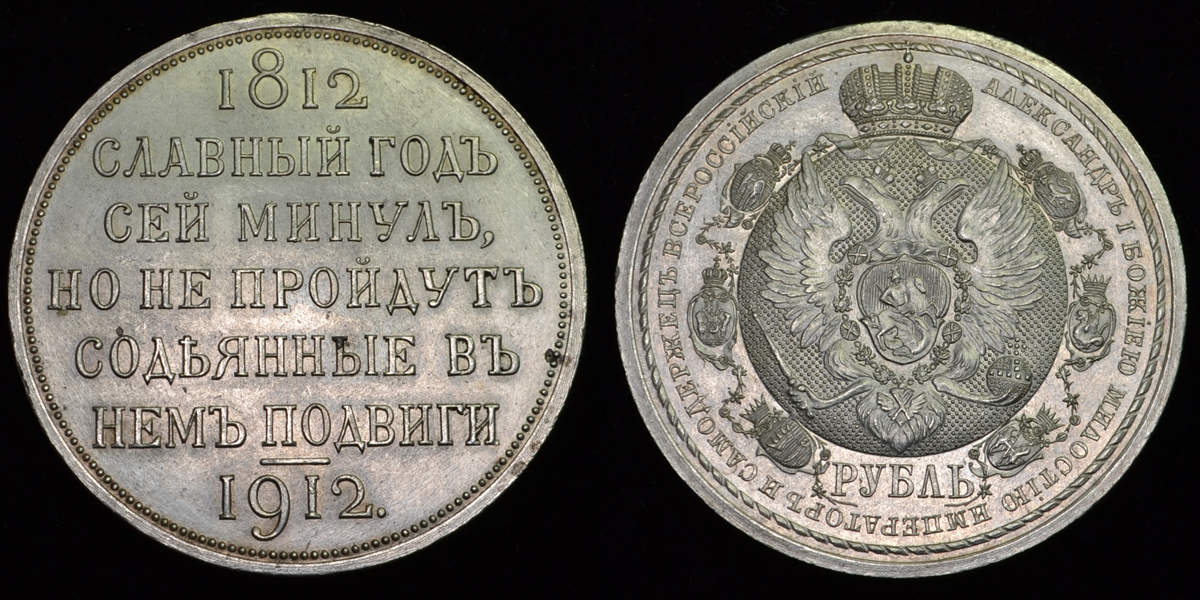 1812
СЛАВНЫЙ ГОДЪ
СЕЙ МИНУЛЪ,
НО НЕ ПРОЙДУТЪ
СОДѢЯННЫЕ ВЪ
НЕМЪ ПОДВИГИ
1912.
АЛЕКСАНДРЪ I БОЖІЕЮ МИЛОСТІЮ ИМПЕРАТОРЪ И САМОДЕРЖЕЦЪ ВСЕРОССІЙСКІЙ
РУБЛЬ